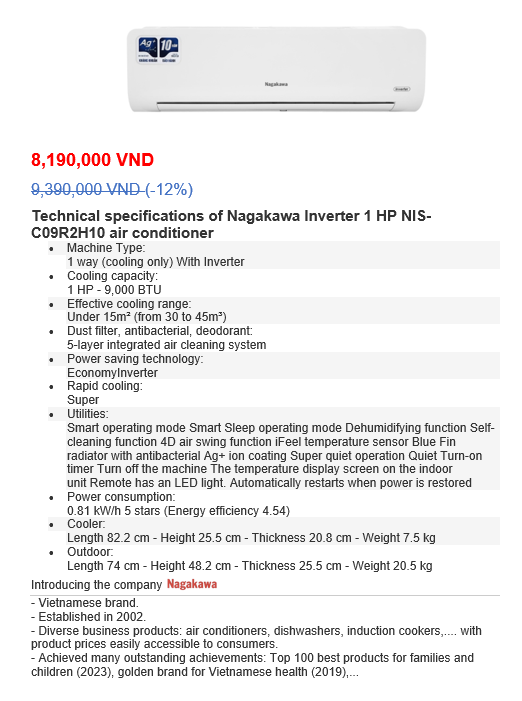 Ag+ 10
Nagakawa
Inverter
8,190,000 VND
9,390,000 VND (-12%)
Technical specifications of Nagakawa Inverter 1 HP NIS-
C09R2H10 air conditioner
• Machine Type:
1 way (cooling only) With Inverter
• Cooling capacity:
1 HP - 9,000 BTU
• Effective cooling range:
Under 15m² (from 30 to 45m³)
• Dust filter, antibacterial, deodorant:
5-layer integrated air cleaning system
• Power saving technology:
EconomyInverter
• Rapid cooling:
Super
• Utilities:
Smart operating mode Smart Sleep operating mode Dehumidifying function Self-
cleaning function 4D air swing function iFeel temperature sensor Blue Fin
radiator with antibacterial Ag+ ion coating Super quiet operation Quiet Turn-on
timer Turn off the machine The temperature display screen on the indoor
unit Remote has an LED light. Automatically restarts when power is restored
• Power consumption:
0.81 kW/h 5 stars (Energy efficiency 4.54)
• Cooler:
Length 82.2 cm - Height 25.5 cm - Thickness 20.8 cm - Weight 7.5 kg
• Outdoor:
Length 74 cm - Height 48.2 cm - Thickness 25.5 cm - Weight 20.5 kg
Introducing the company Nagakawa
- Vietnamese brand.
- Established in 2002.
- Diverse business products: air conditioners, dishwashers, induction cookers,.... with
product prices easily accessible to consumers.
- Achieved many outstanding achievements: Top 100 best products for families and
children (2023), golden brand for Vietnamese health (2019),...